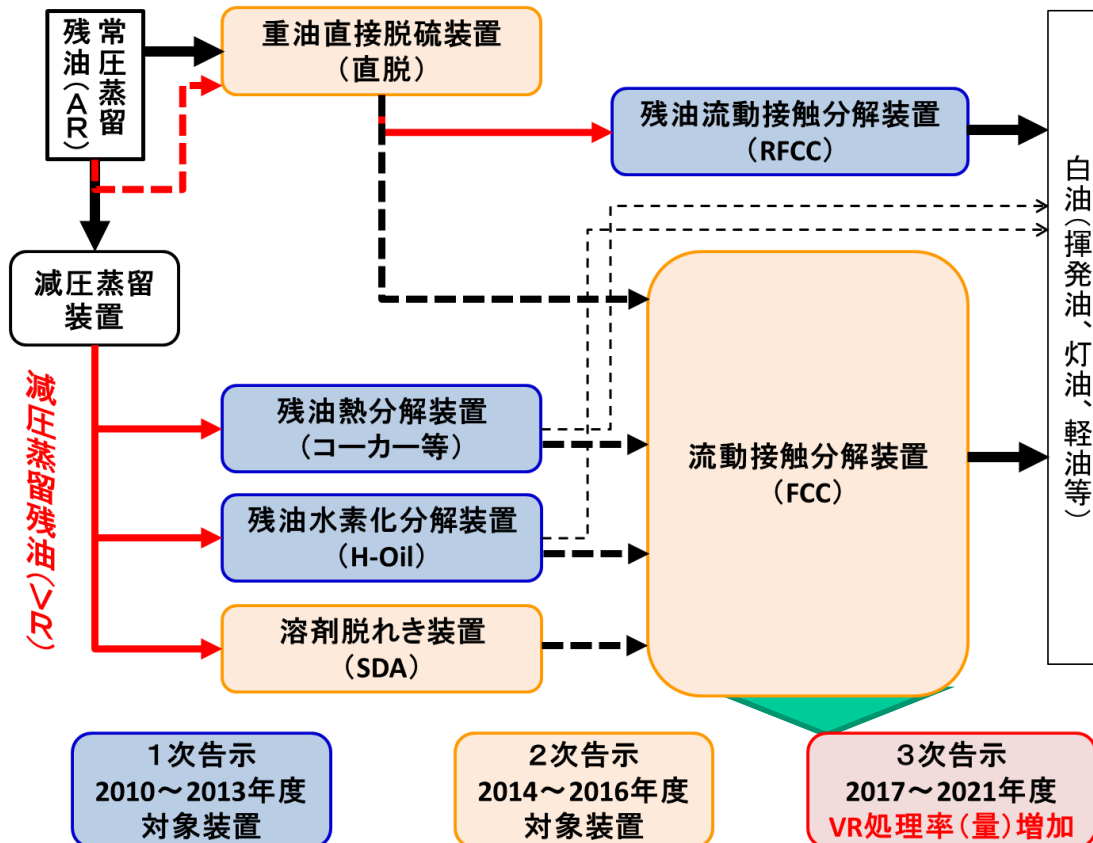 常圧蒸留
残油(AR)
重油直接脱硫装置
(直脱)
残油流動接触分解装置
(RFCC)
白油(揮発油、灯油、軽油等)
減圧蒸留
装置
減圧蒸留残油(VR)
残油熱分解装置
(コーカー等)
流動接触分解装置
(FCC)
残油水素化分解装置
(H-Oil)
溶剤脱れき装置
(SDA)
1次告示
2010～2013年度
対象装置
2次告示
2014～2016年度
対象装置
3次告示
2017～2021年度
VR処理率(量)増加